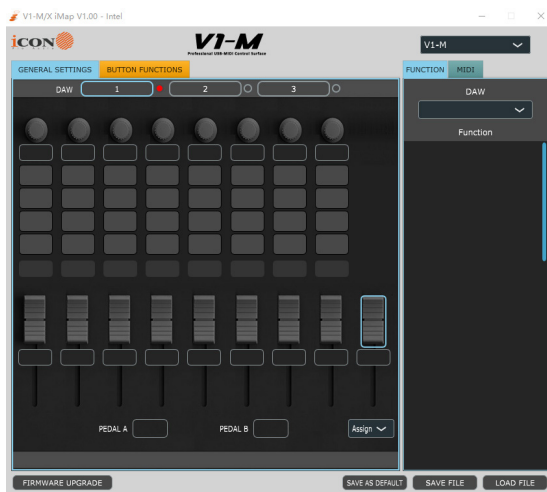 V1-M/X iMap V1.00 - Intel
iCON
V1-M
Professional USB-MIDI Control Surface
V1-M
GENERAL SETTINGS BUTTON FUNCTIONS
FUNCTION MIDI
DAW 1 2 3
DAW
Function
PEDAL A
PEDAL B
Assign
FIRMWARE UPGRADE
SAVE AS DEFAULT
SAVE FILE
LOAD FILE